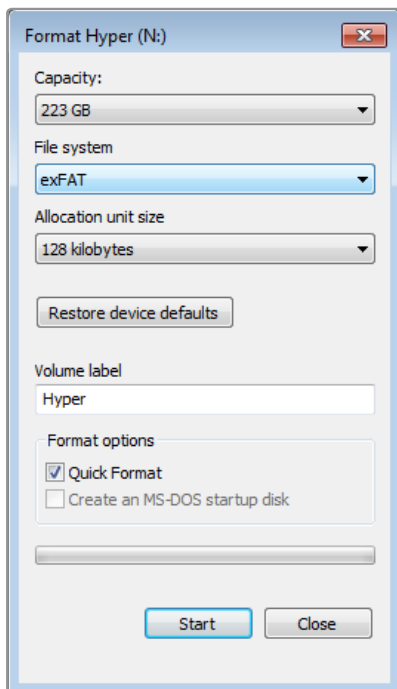 Format Hyper (N:)
Capacity:
223 GB
File system
exFAT
Allocation unit size
128 kilobytes
Restore device defaults
Volume label
Hyper
Format options
Quick Format
Create an MS-DOS startup disk
Start Close